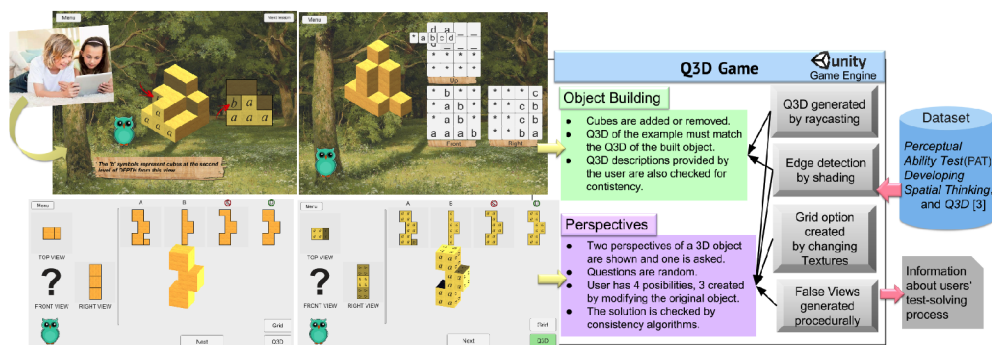 Menu
Next lesson
b a
a a a
a
a a
a a
The 'b' symbols represent cubes at the second
level of DEPTH from this view.
Menu
d a
* a b c d
* * * *
* * * *
Up
* b * *
* a b *
* a b *
* a b *
Front
* * * c
* * c b
* * c b
* * b a
Right
Menu
TOP VIEW
?
FRONT VIEW
RIGHT VIEW
A
B
Grid
Next
Q3D
Menu
TOP VIEW
?
FRONT VIEW
RIGHT VIEW
A
B
Grid
Next
Q3D
Q3D Game
unity
Game Engine
Object Building
• Cubes are added or removed.
• Q3D of the example must match
the Q3D of the built object.
• Q3D descriptions provided by
the user are also checked for
contistency.
Perspectives
• Two perspectives of a 3D object
are shown and one is asked.
• Questions are random.
• User has 4 posibilities, 3 created
by modifying the original object.
• The solution is checked by
consistency algorithms.
Q3D generated
by raycasting
Edge detection
by shading
Grid option
created
by changing
Textures
False Views
generated
procedurally
Dataset
Perceptual
Ability Test(PAT)
Developing
Spatial Thinking,
and Q3D [3]
Information
about users'
test-solving
process